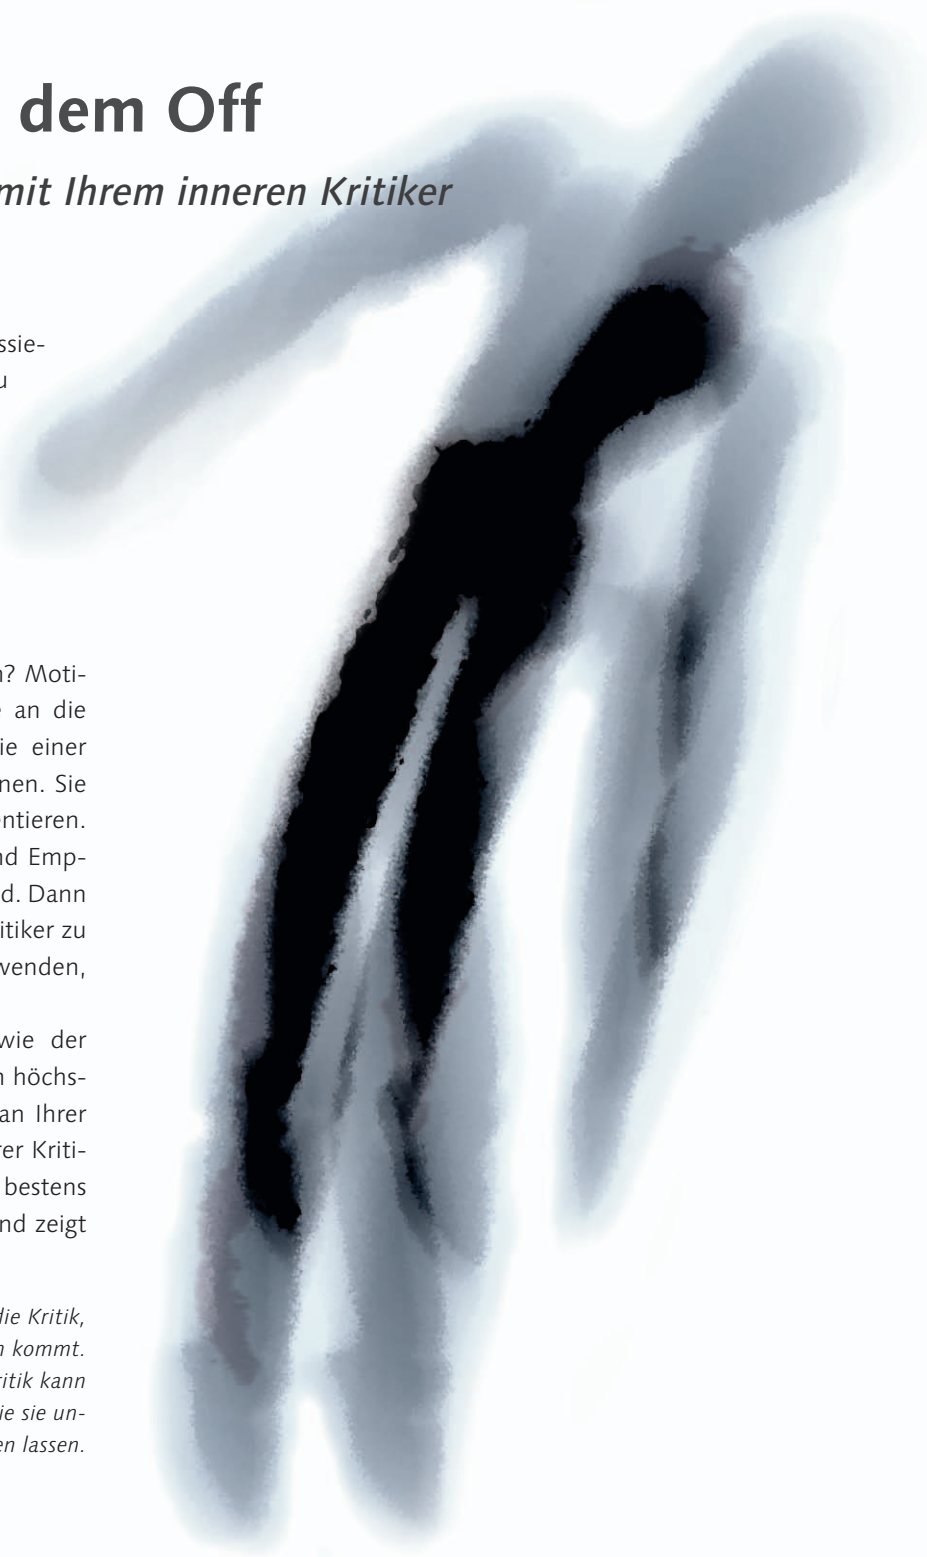 dem Off
mit Ihrem inneren Kritiker
ssie-
u
n? Moti-
e an die
ie einer
nen. Sie
entieren.
nd Emp-
d. Dann
itiker zu
wenden,
wie der
n höchs-
an Ihrer
rer Kriti-
bestens
nd zeigt
die Kritik,
n kommt.
ritik kann
ie sie un-
en lassen.